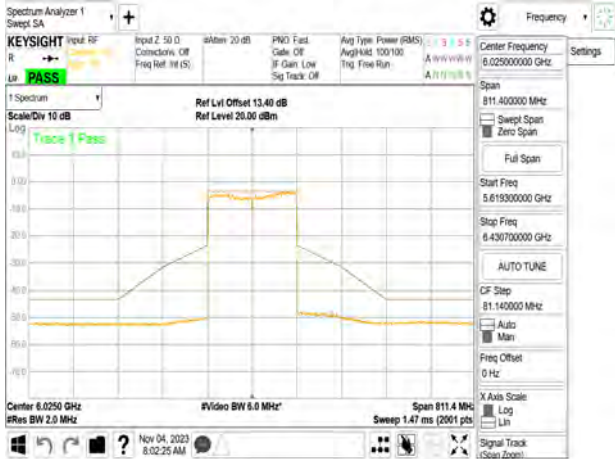 Spectrum Analyzer 1
Swept SA
Frequency
KEYSIGHT Input: RF
R
PASS
Input Z: 50 Ω
Corrections: Off
Freq Ref: Int (S)
#Atten: 20 dB
PNO: Fast
Gate: Off
IF Gain: Low
Sig Track: Off
Avg Type: Power (RMS)
Avg|Hold: 100/100
Trig: Free Run
A W W W W W
A N N N N N
1 Spectrum
Scale/Div 10 dB
Ref Lvl Offset 13.40 dB
Ref Level 20.00 dBm
Log
Trace 1 Pass
Center 6.0250 GHz
#Res BW 2.0 MHz
#Video BW 6.0 MHz*
Span 811.4 MHz
Sweep 1.47 ms (2001 pts)
Nov 04, 2023
8:02:25 AM
Center Frequency
6.025000000 GHz
Settings
Span
811.400000 MHz
Swept Span
Zero Span
Full Span
Start Freq
5.619300000 GHz
Stop Freq
6.430700000 GHz
AUTO TUNE
CF Step
81.140000 MHz
Auto
Man
Freq Offset
0 Hz
X Axis Scale
Log
Lin
Signal Track
(Span Zoom)